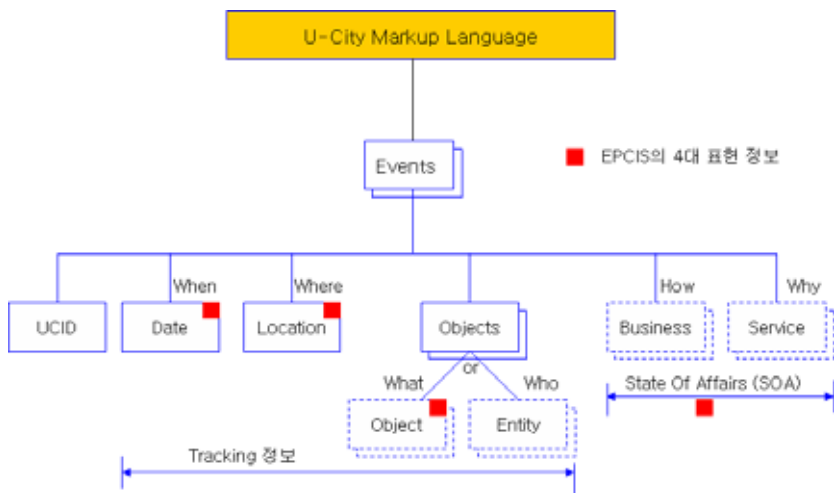 U-City Markup Language
Events
EPCIS의 4대 표현 정보
When
Where
How
Why
UCID
Date
Location
Objects
Business
Service
or
What
Who
State Of Affairs (SOA)
Object
Entity
Tracking 정보